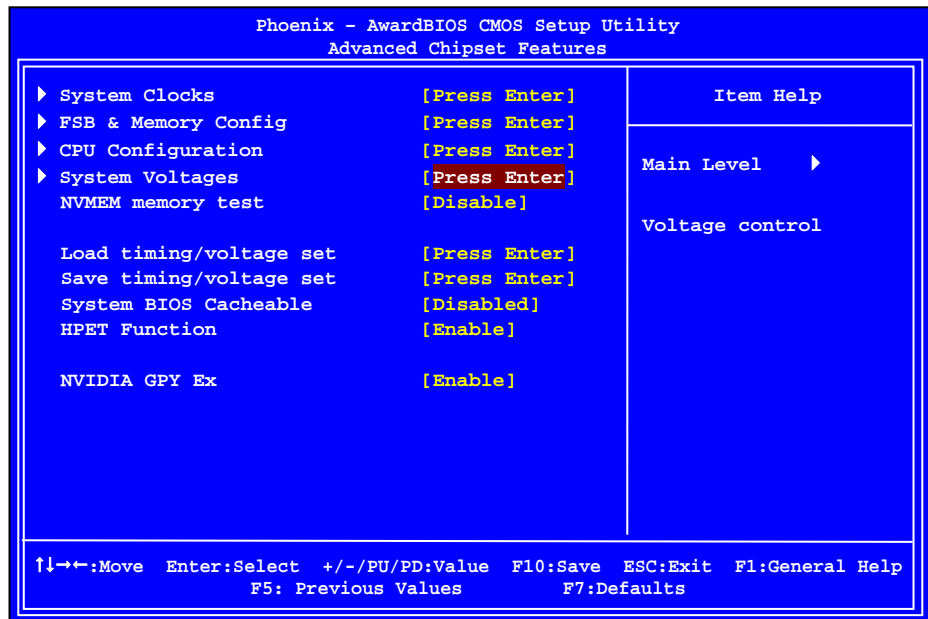 Phoenix – AwardBIOS CMOS Setup Utility
Advanced Chipset Features
System Clocks [Press Enter]
FSB & Memory Config [Press Enter]
CPU Configuration [Press Enter]
System Voltages [Press Enter]
NVMEM memory test [Disable]
Load timing/voltage set [Press Enter]
Save timing/voltage set [Press Enter]
System BIOS Cacheable [Disabled]
HPET Function [Enable]
NVIDIA GPY Ex [Enable]
Item Help
Main Level
Voltage control
↑↓→←:Move Enter:Select +/-/PU/PD:Value F10:Save ESC:Exit F1:General Help
F5: Previous Values F7:Defaults